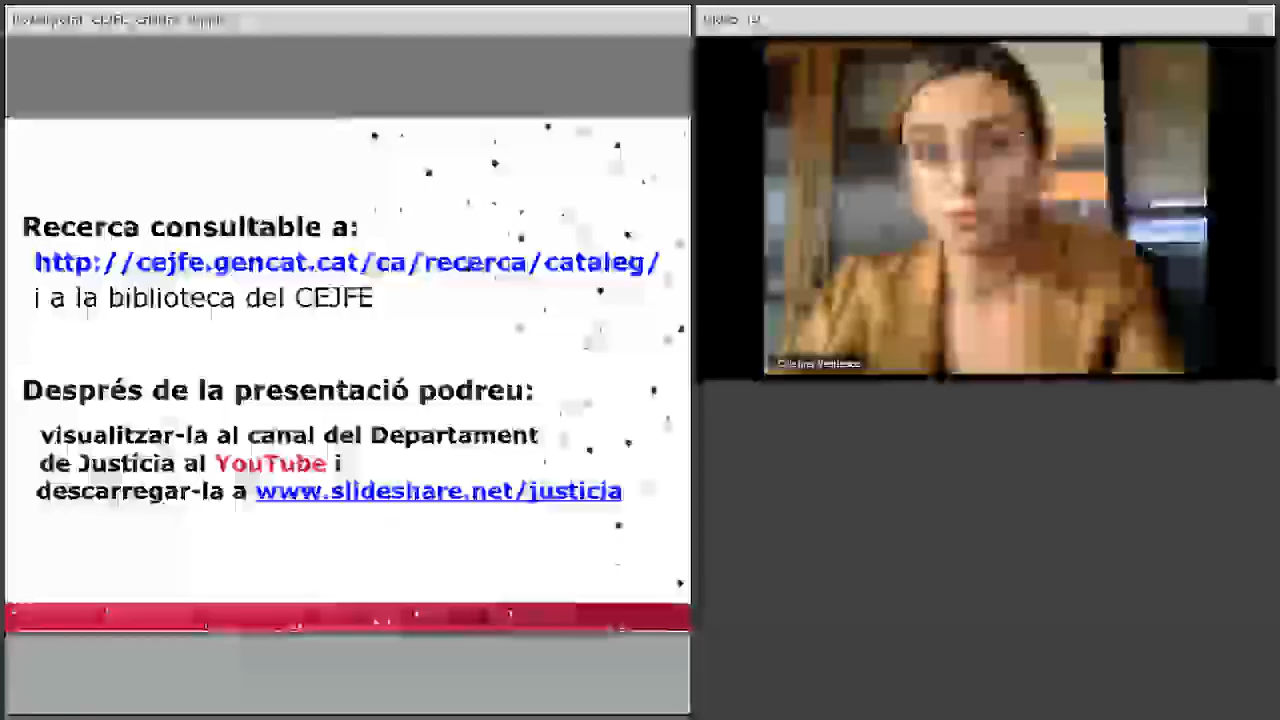 Recerca consultable a:
http://cejfe.gencat.cat/ca/recerca/cataleg/
i a la biblioteca del CEJFE
Després de la presentació podreu:
visualitzar-la al canal del Departament
de Justícia al YouTube i
descarregar-la a www.slideshare.net/justicia